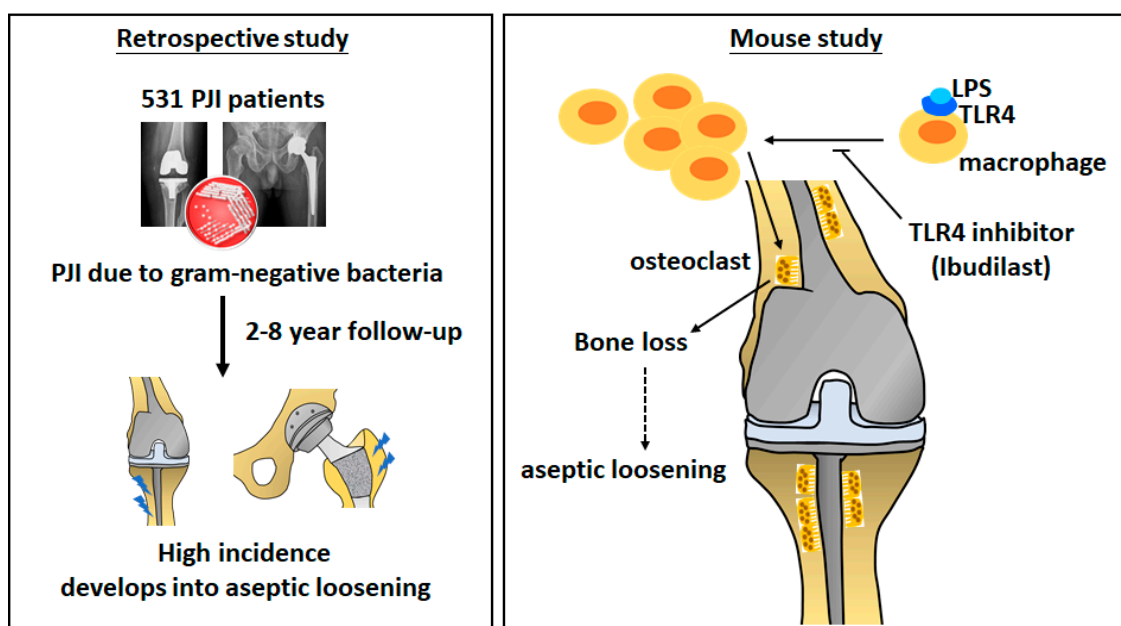 Retrospective study
531 PJI patients
PJI due to gram-negative bacteria
2-8 year follow-up
High incidence
develops into aseptic loosening
Mouse study
LPS
TLR4
macrophage
TLR4 inhibitor
(Ibudilast)
osteoclast
Bone loss
aseptic loosening